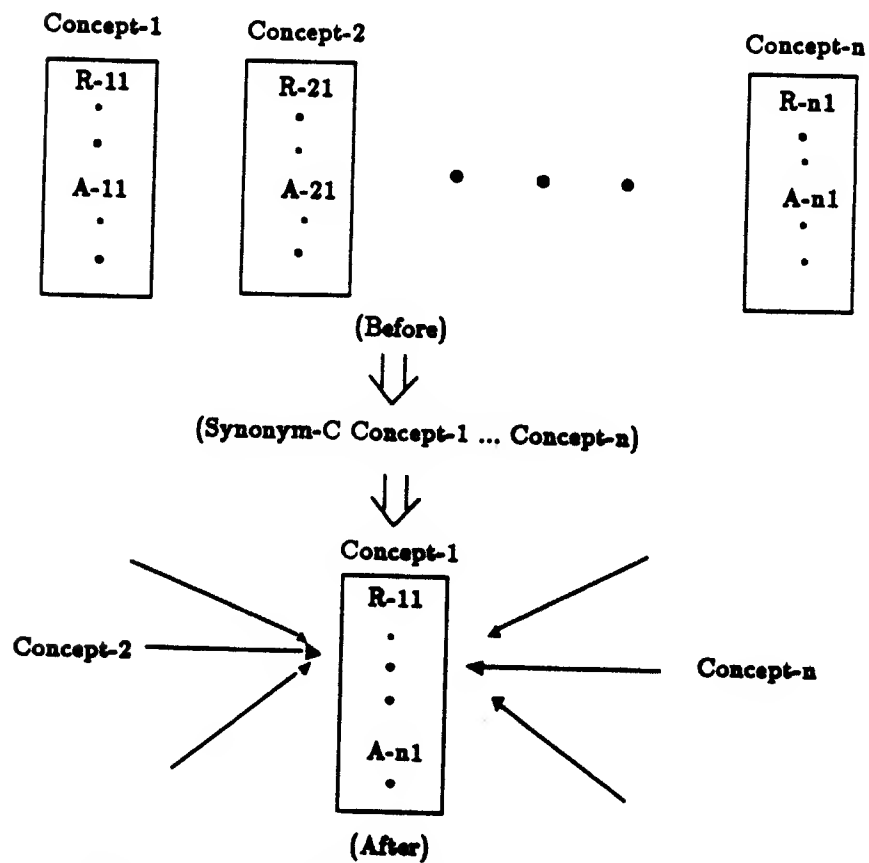 Concept-1 Concept-2 Concept-n
R-11 R-21 R-n1
A-11 A-21 A-n1
(Before)
(Synonym-C Concept-1 ... Concept-n)
Concept-1
R-11
Concept-2 Concept-n
A-n1
(After)